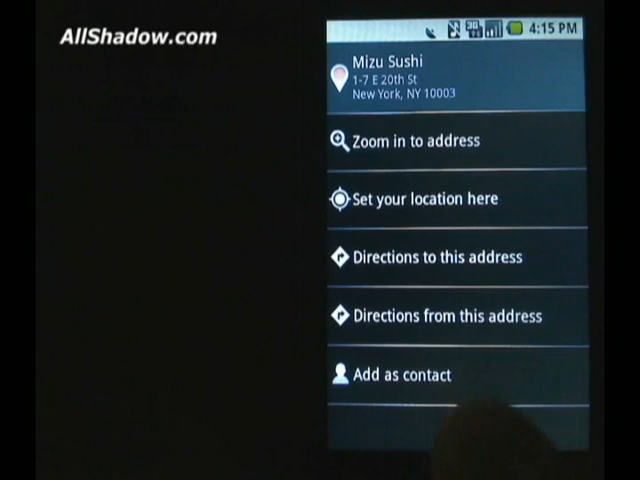 AllShadow.com
3G
4:15 PM
Mizu Sushi
1-7 E 20th St
New York, NY 10003
Zoom in to address
Set your location here
Directions to this address
Directions from this address
Add as contact